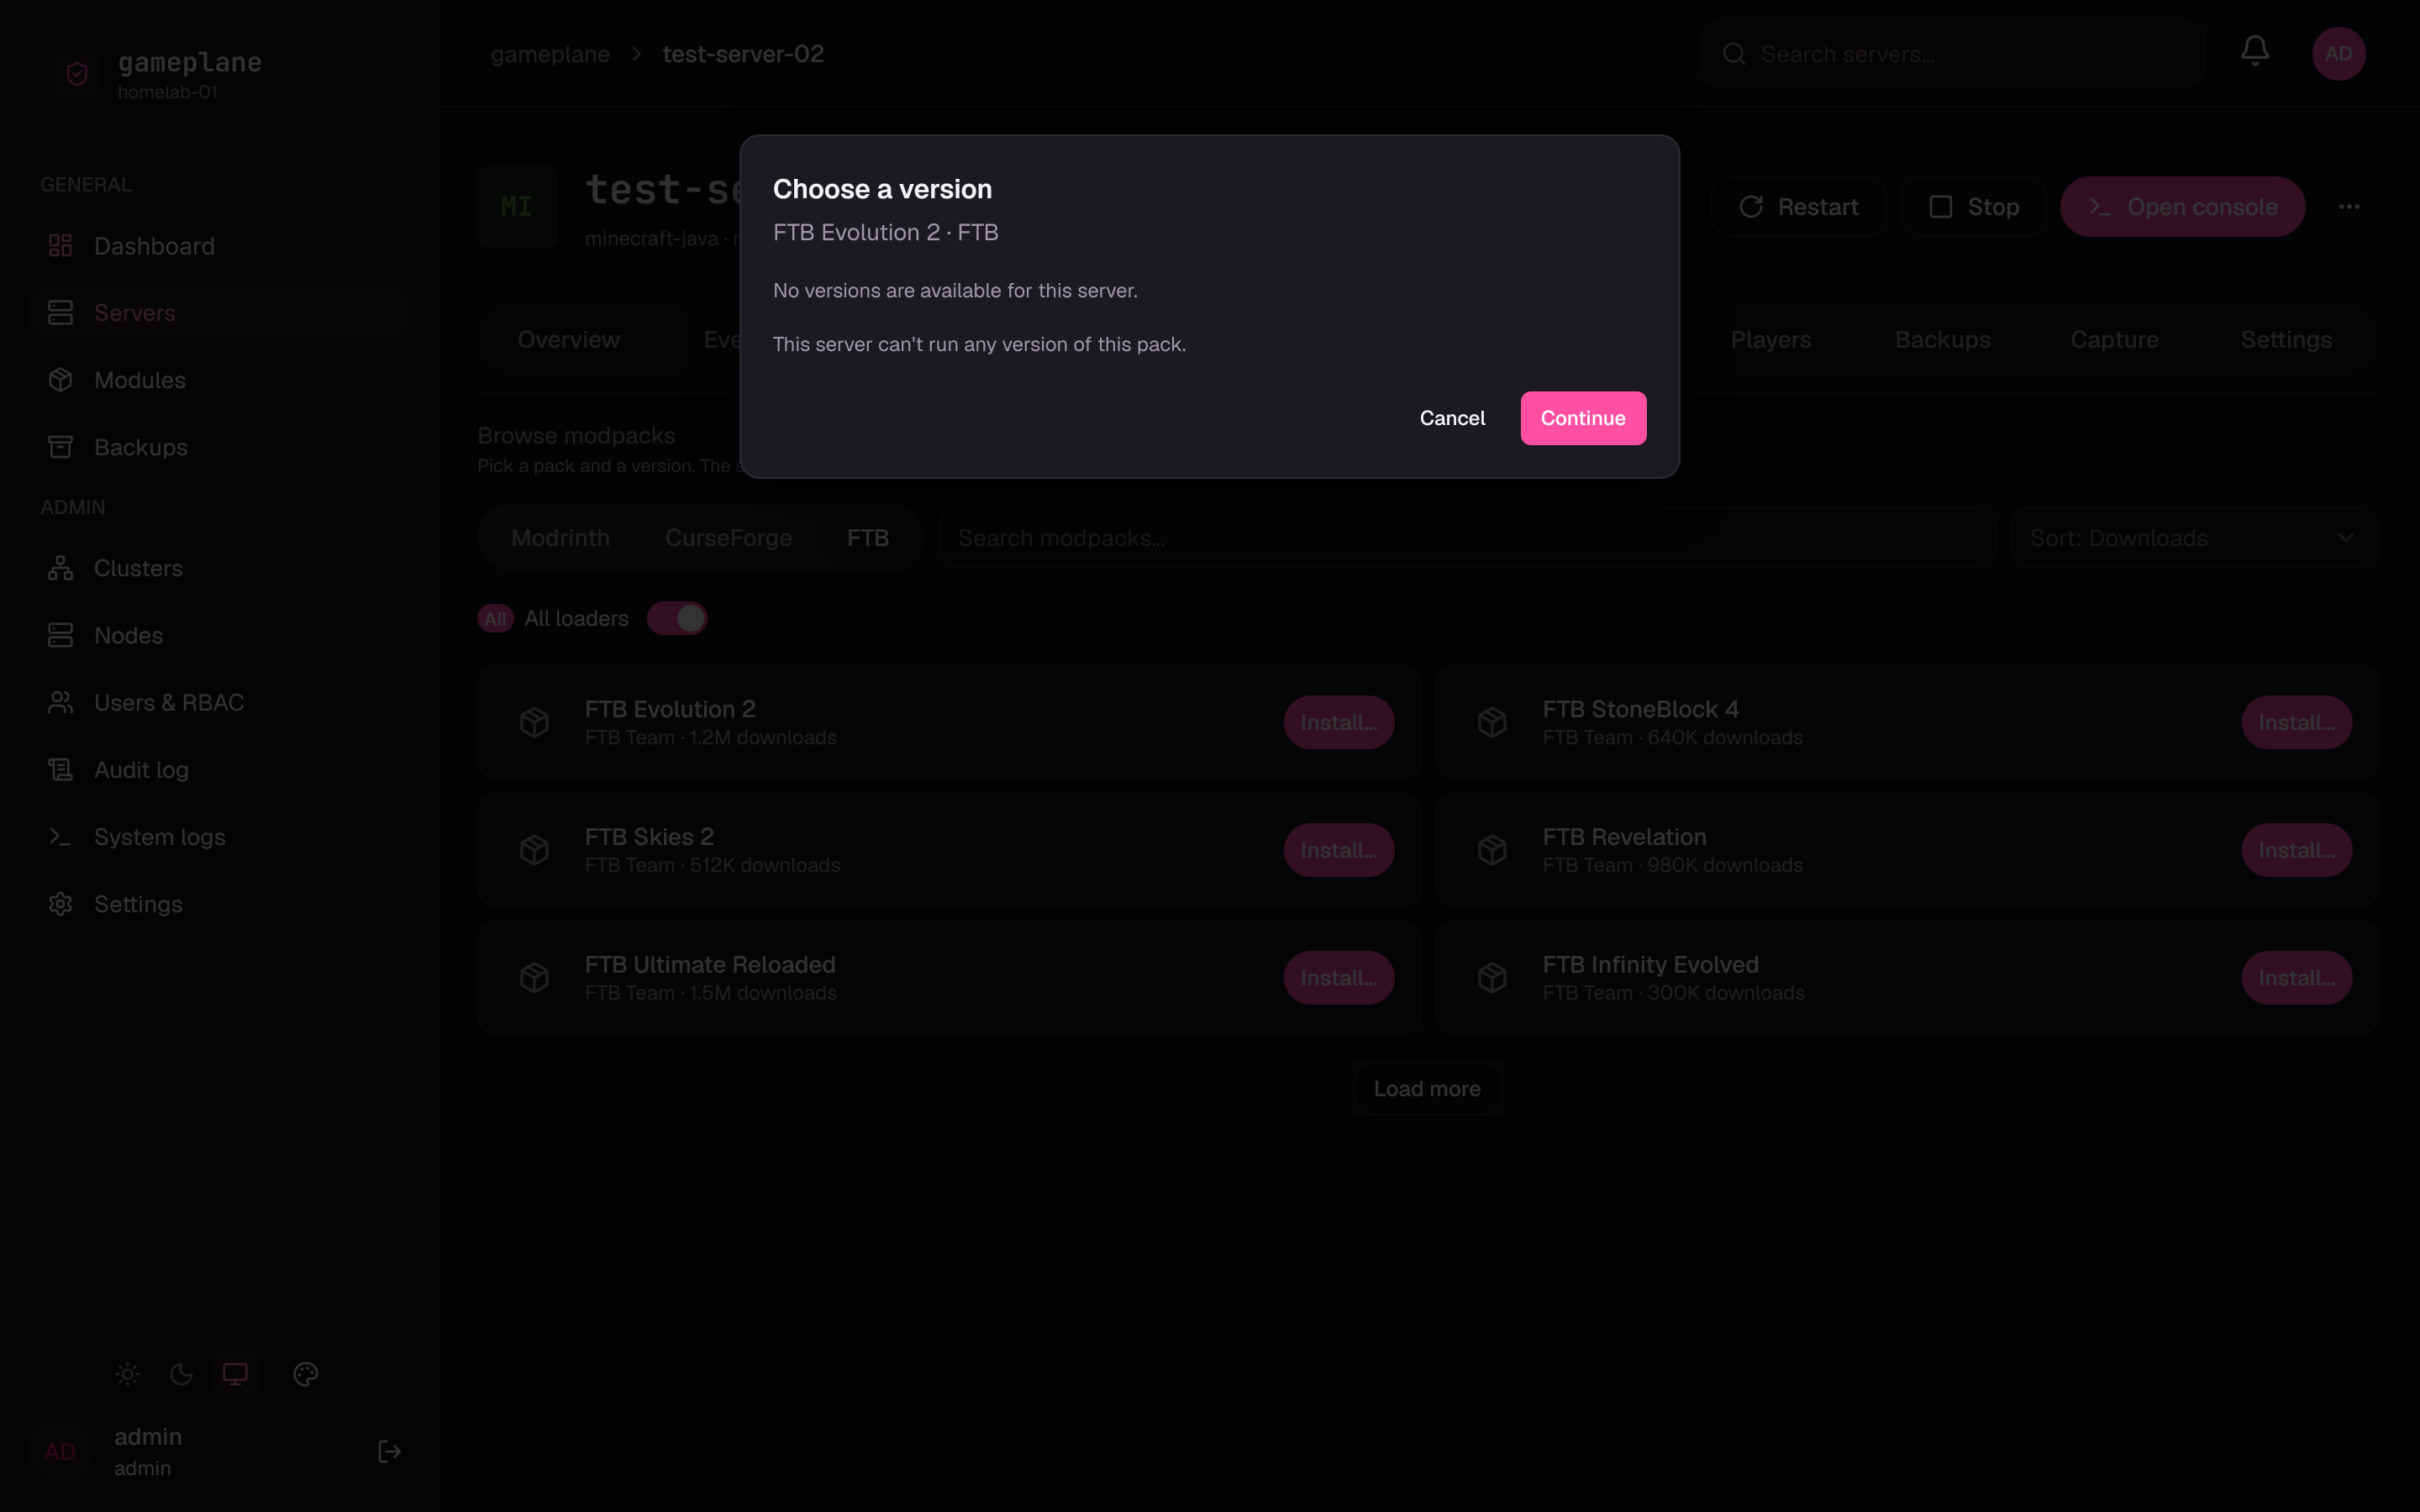 gameplane
homelab-01
GENERAL
Dashboard
Servers
Modules
Backups
ADMIN
Clusters
Nodes
Users & RBAC
Audit log
System logs
Settings
AD
admin
admin
gameplane > test-server-02
Search servers...
AD
MI
test-se
minecraft-java ·
Restart
Stop
Open console
Overview
Eve
Players
Backups
Capture
Settings
Choose a version
FTB Evolution 2 · FTB
No versions are available for this server.
This server can't run any version of this pack.
Cancel
Continue
Browse modpacks
Pick a pack and a version. The s
Modrinth
CurseForge
FTB
Search modpacks...
Sort: Downloads
All
All loaders
FTB Evolution 2
FTB Team · 1.2M downloads
Install...
FTB StoneBlock 4
FTB Team · 640K downloads
Install...
FTB Skies 2
FTB Team · 512K downloads
Install...
FTB Revelation
FTB Team · 980K downloads
Install...
FTB Ultimate Reloaded
FTB Team · 1.5M downloads
Install...
FTB Infinity Evolved
FTB Team · 300K downloads
Install...
Load more